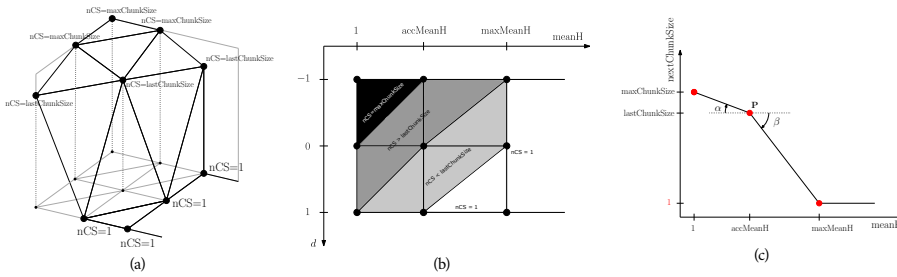 nCS=maxChunkSize
nCS=maxChunkSize
nCS=maxChunkSize
nCS=lastChunkSize
nCS=lastChunkSize
nCS=lastChunkSize
nCS=1
nCS=1
nCS=1
nCS=1
(a)
1 accMeanH maxMeanH meanH
−1
0
1
d
nCS=maxChunkSize
nCS > lastChunkSize
nCS < lastChunkSize
nCS = 1
nCS = 1
(b)
nextChunkSize
maxChunkSize
lastChunkSize
1
α
P
β
1 accMeanH maxMeanH meanH
(c)